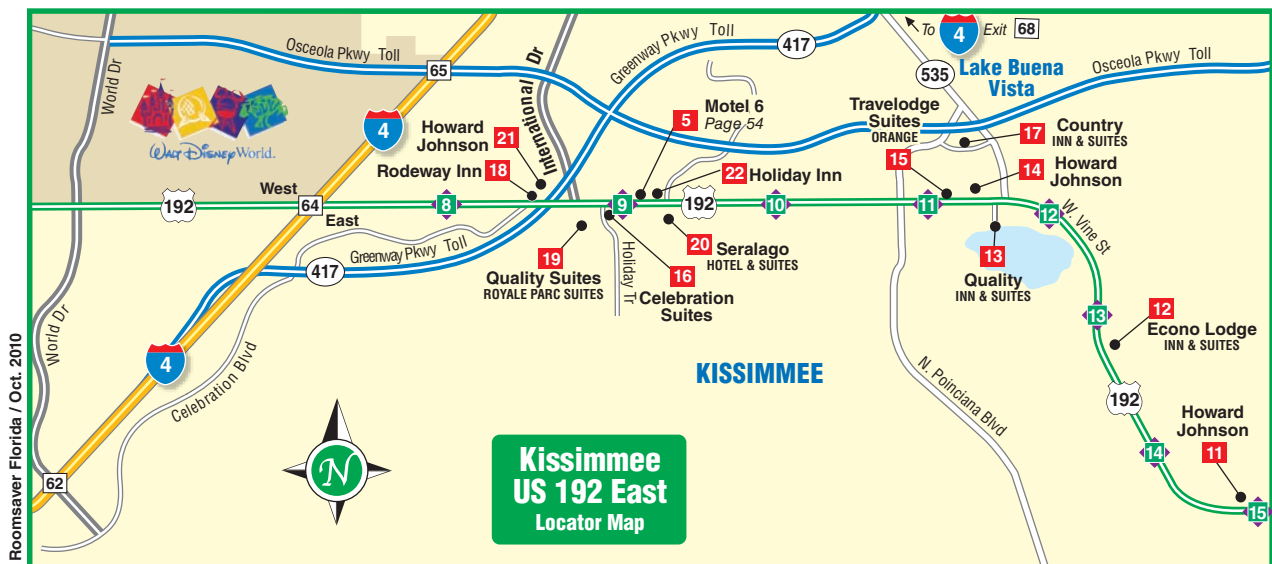 To
4
Exit
68
Osceola Pkwy Toll
65
International Dr
Greenway Pkwy Toll
417
535
Lake Buena
Vista
Osceola Pkwy Toll
World Dr
WALT DISNEY World.
4
Howard
Johnson
21
Rodeway Inn
18
5
Motel 6
Page 54
22
Holiday Inn
Travelodge
Suites
ORANGE
15
17
Country
INN & SUITES
14
Howard
Johnson
West
192
64
East
8
9
192
10
11
12
W. Vine St
Greenway Pkwy Toll
417
19
Quality Suites
ROYALE PARC SUITES
Holiday Tr
16
Celebration
Suites
20
Seralago
HOTEL & SUITES
13
Quality
INN & SUITES
13
12
Econo Lodge
INN & SUITES
World Dr
4
Celebration Blvd
KISSIMMEE
N. Poinciana Blvd
192
Howard
Johnson
11
14
15
62
N
Kissimmee
US 192 East
Locator Map
Roomsaver Florida / Oct. 2010